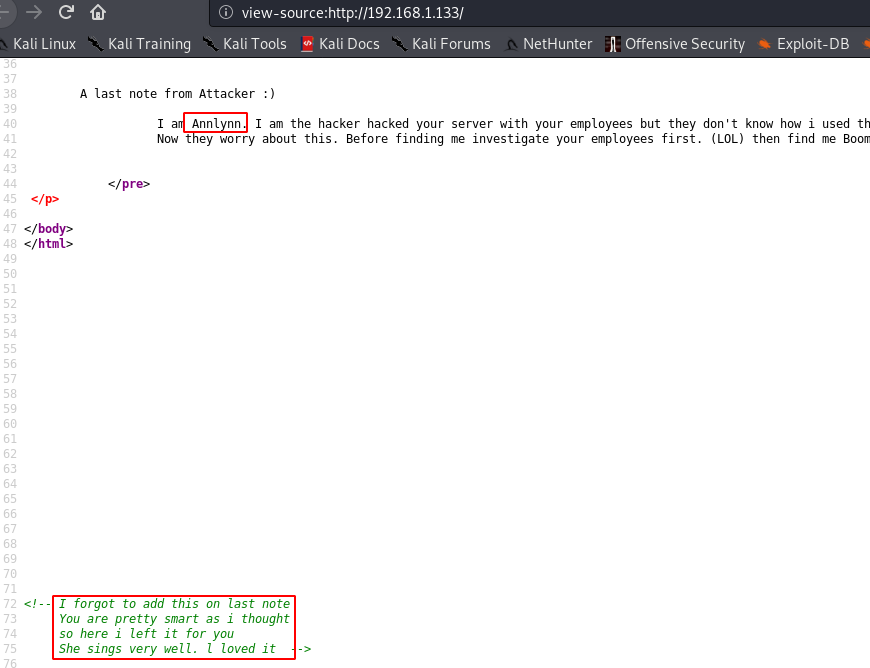 view-source:http://192.168.1.133/
Kali Linux Kali Training Kali Tools Kali Docs Kali Forums NetHunter Offensive Security Exploit-DB
36
37
38 A last note from Attacker :)
39
40 I am Annlynn. I am the hacker hacked your server with your employees but they don't know how i used th
41 Now they worry about this. Before finding me investigate your employees first. (LOL) then find me Boom
42
43
44 </pre>
45 </p>
46
47 </body>
48 </html>
49
50
51
52
53
54
55
56
57
58
59
60
61
62
63
64
65
66
67
68
69
70
71
72 <!-- I forgot to add this on last note
73 You are pretty smart as i thought
74 so here i left it for you
75 She sings very well. l loved it -->
76